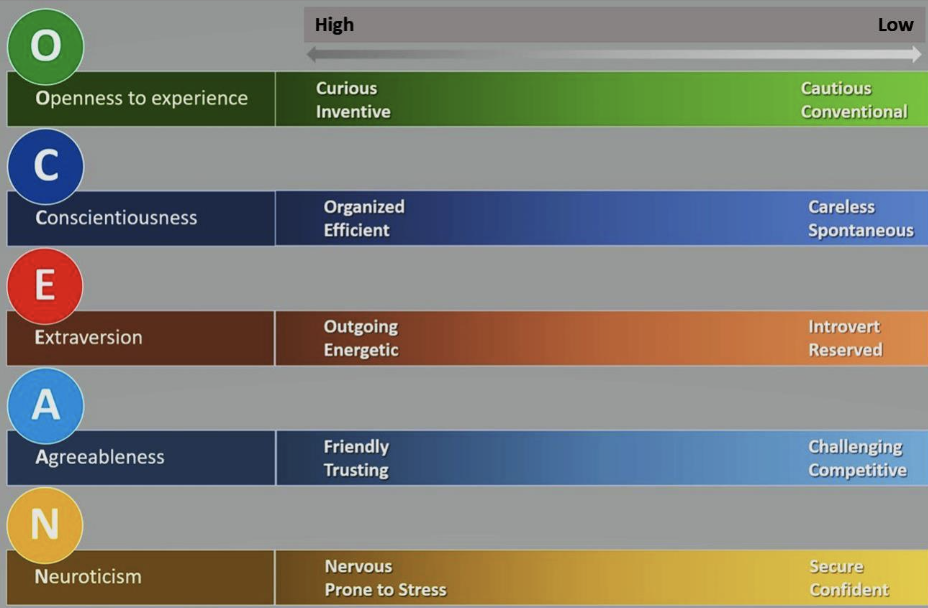 High Low
O
Openness to experience
Curious
Inventive
Cautious
Conventional
C
Conscientiousness
Organized
Efficient
Careless
Spontaneous
E
Extraversion
Outgoing
Energetic
Introvert
Reserved
A
Agreeableness
Friendly
Trusting
Challenging
Competitive
N
Neuroticism
Nervous
Prone to Stress
Secure
Confident